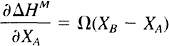 ∂ΔH^M / ∂X_A = Ω(X_B − X_A)